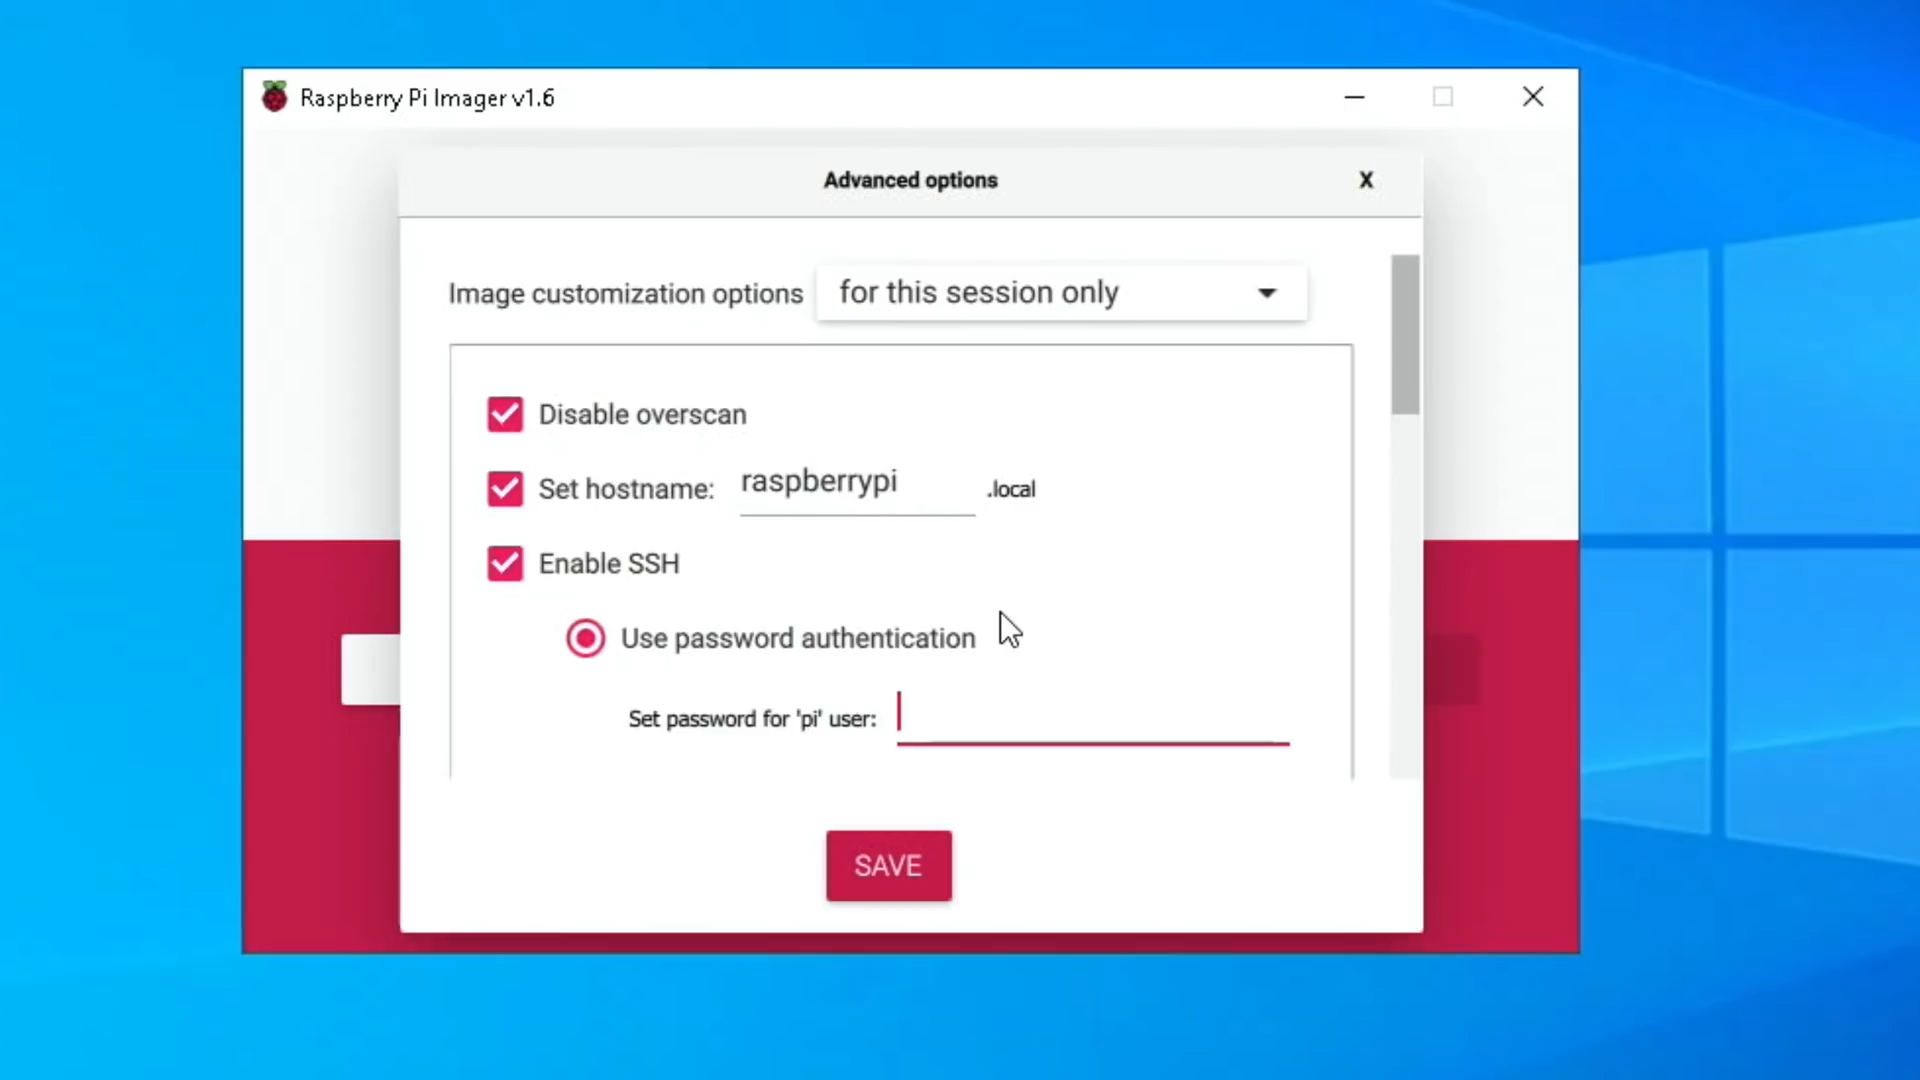 Raspberry Pi Imager v1.6
Advanced options X
Image customization options for this session only
Disable overscan
Set hostname: raspberrypi .local
Enable SSH
Use password authentication
Set password for 'pi' user:
SAVE